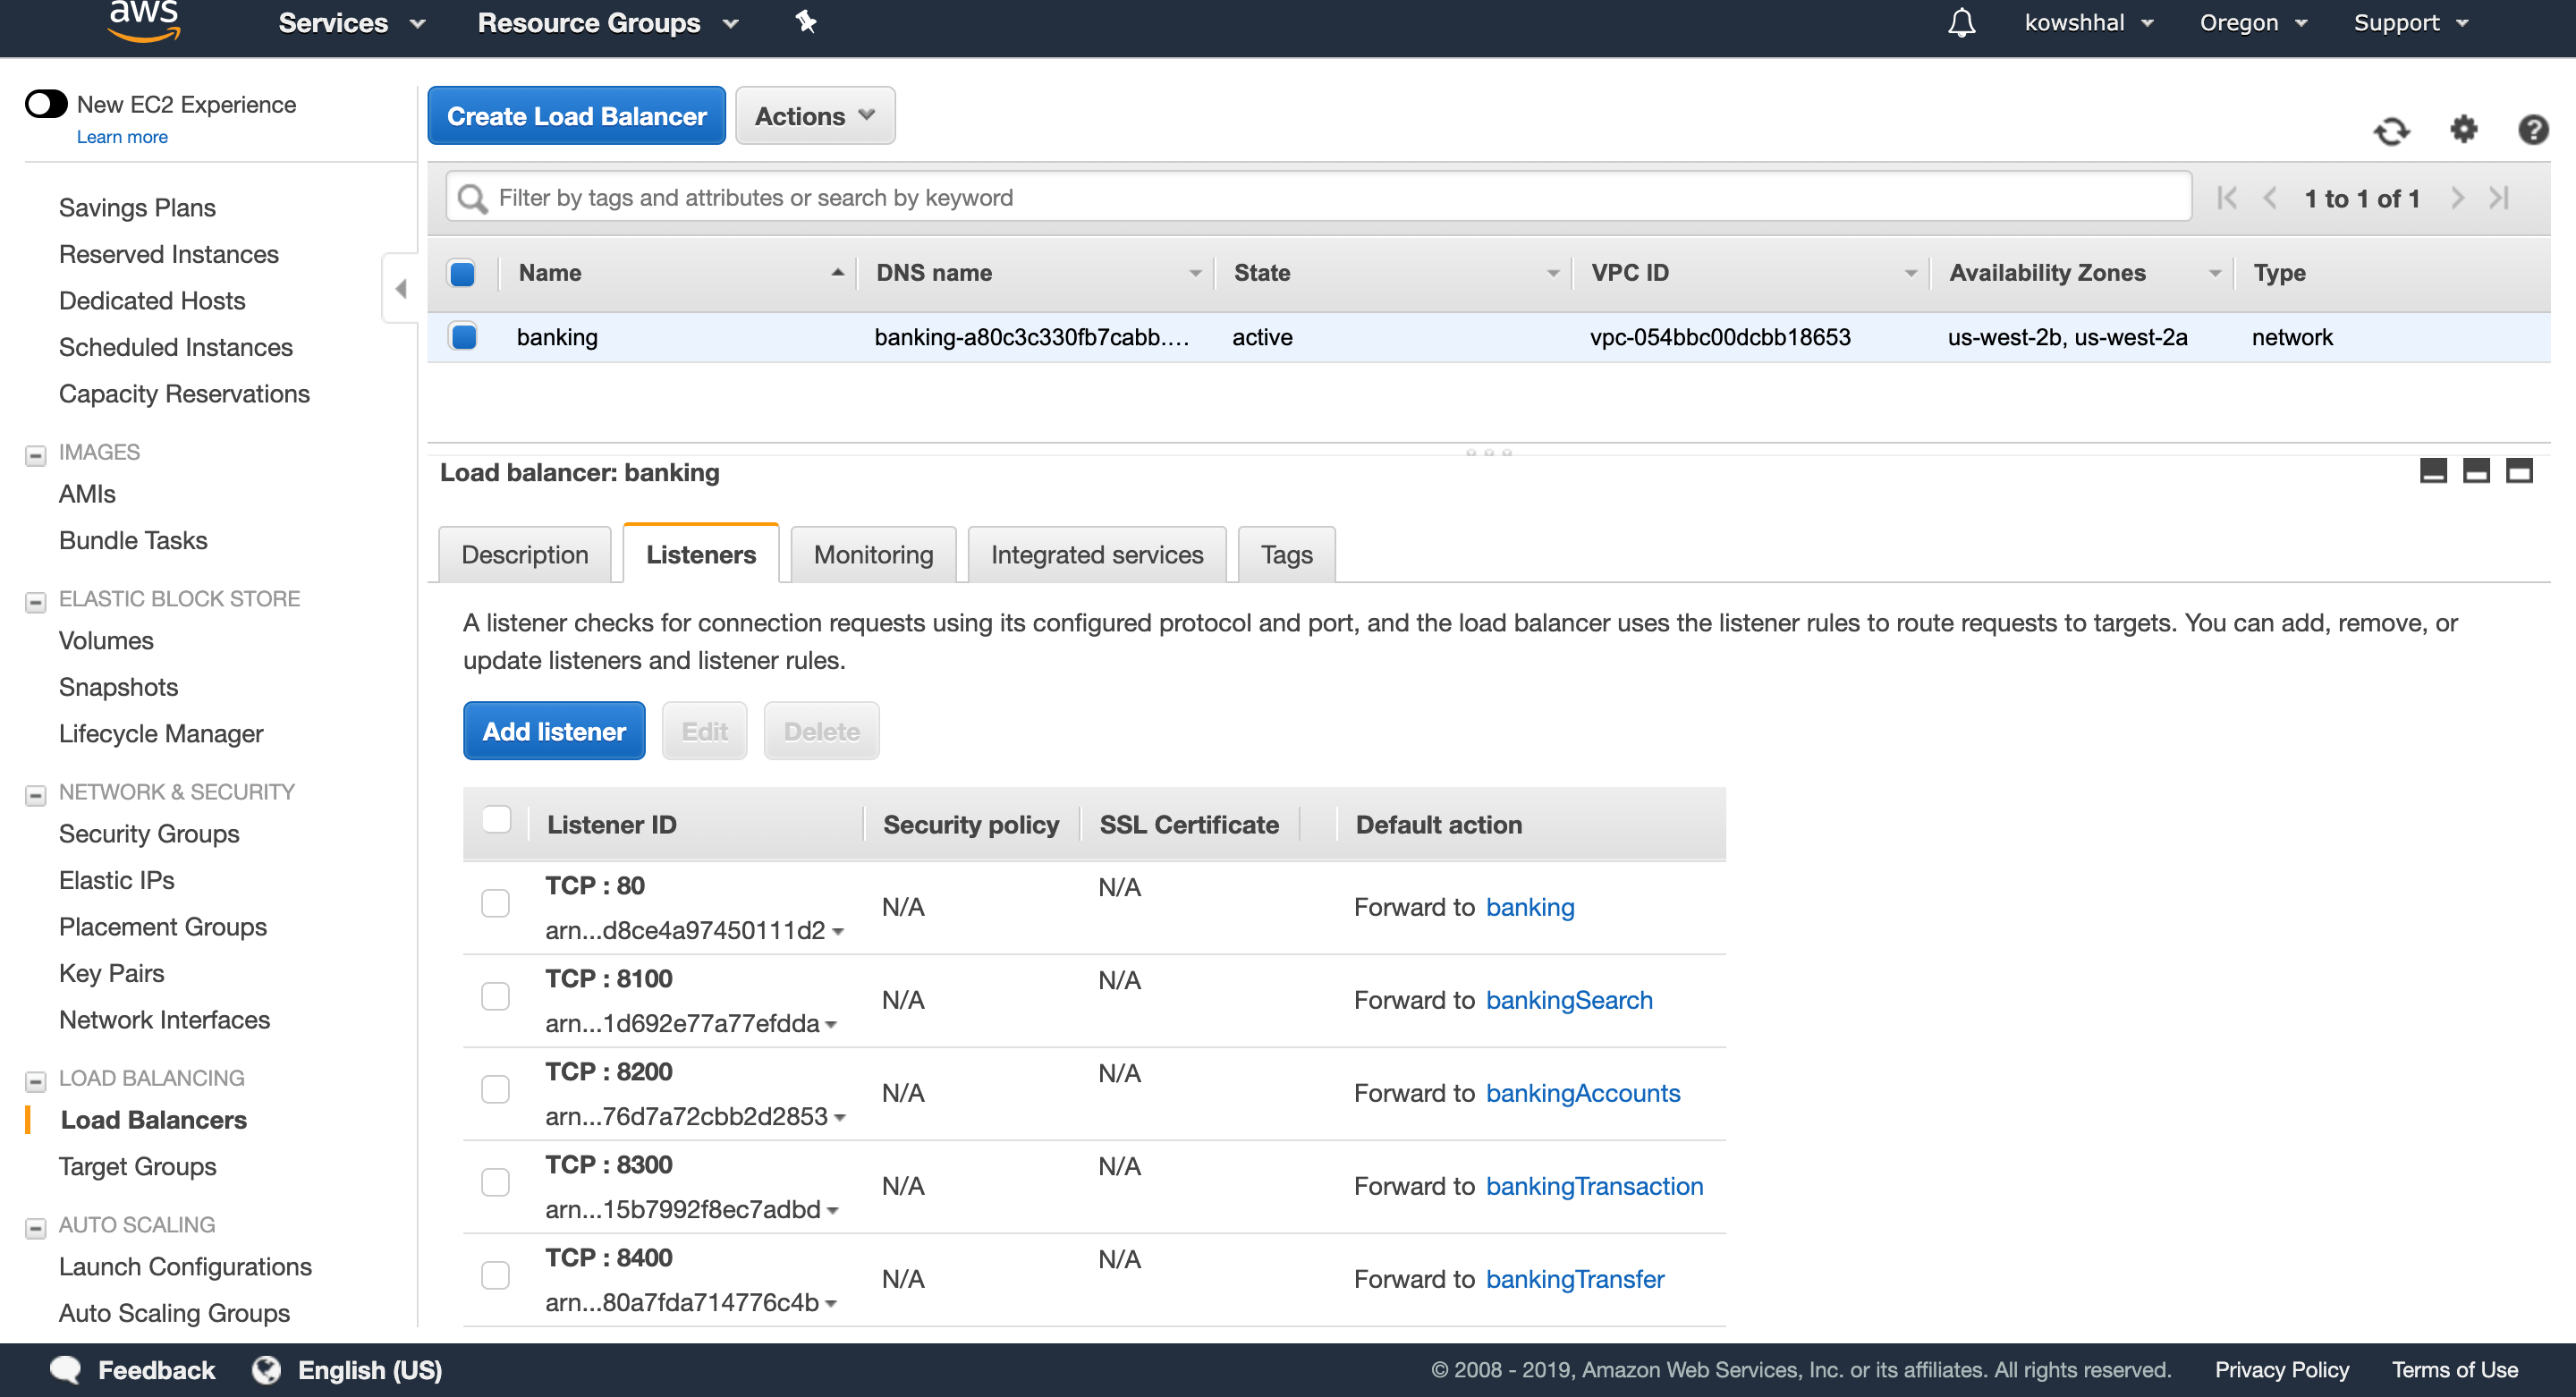 aws Services Resource Groups kowshhal Oregon Support
New EC2 Experience
Learn more
Savings Plans
Reserved Instances
Dedicated Hosts
Scheduled Instances
Capacity Reservations
IMAGES
AMIs
Bundle Tasks
ELASTIC BLOCK STORE
Volumes
Snapshots
Lifecycle Manager
NETWORK & SECURITY
Security Groups
Elastic IPs
Placement Groups
Key Pairs
Network Interfaces
LOAD BALANCING
Load Balancers
Target Groups
AUTO SCALING
Launch Configurations
Auto Scaling Groups
Create Load Balancer Actions
Filter by tags and attributes or search by keyword 1 to 1 of 1
Name DNS name State VPC ID Availability Zones Type
banking banking-a80c3c330fb7cabb.... active vpc-054bbc00dcbb18653 us-west-2b, us-west-2a network
Load balancer: banking
Description Listeners Monitoring Integrated services Tags
A listener checks for connection requests using its configured protocol and port, and the load balancer uses the listener rules to route requests to targets. You can add, remove, or
update listeners and listener rules.
Add listener Edit Delete
Listener ID Security policy SSL Certificate Default action
TCP : 80 N/A
N/A Forward to banking
arn...d8ce4a97450111d2
TCP : 8100 N/A
N/A Forward to bankingSearch
arn...1d692e77a77efdda
TCP : 8200 N/A
N/A Forward to bankingAccounts
arn...76d7a72cbb2d2853
TCP : 8300 N/A
N/A Forward to bankingTransaction
arn...15b7992f8ec7adbd
TCP : 8400 N/A
N/A Forward to bankingTransfer
arn...80a7fda714776c4b
Feedback English (US) © 2008 - 2019, Amazon Web Services, Inc. or its affiliates. All rights reserved. Privacy Policy Terms of Use